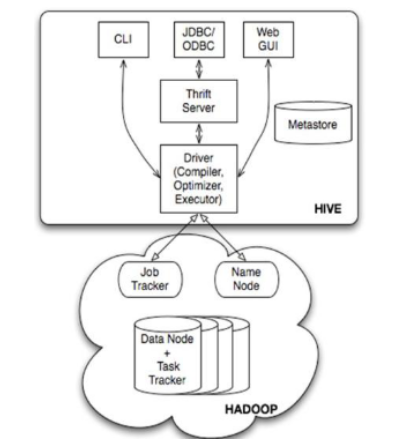 CLI
JDBC/
ODBC
Web
GUI
Thrift
Server
Metastore
Driver
(Compiler,
Optimizer,
Executor)
HIVE
Job
Tracker
Name
Node
Data Node
+
Task
Tracker
HADOOP